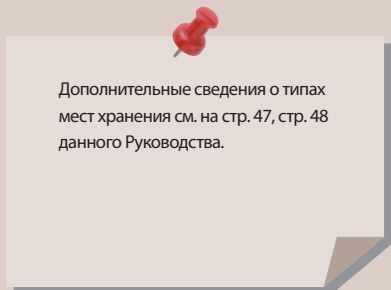 Дополнительные сведения о типах
мест хранения см. на стр. 47, стр. 48
данного Руководства.